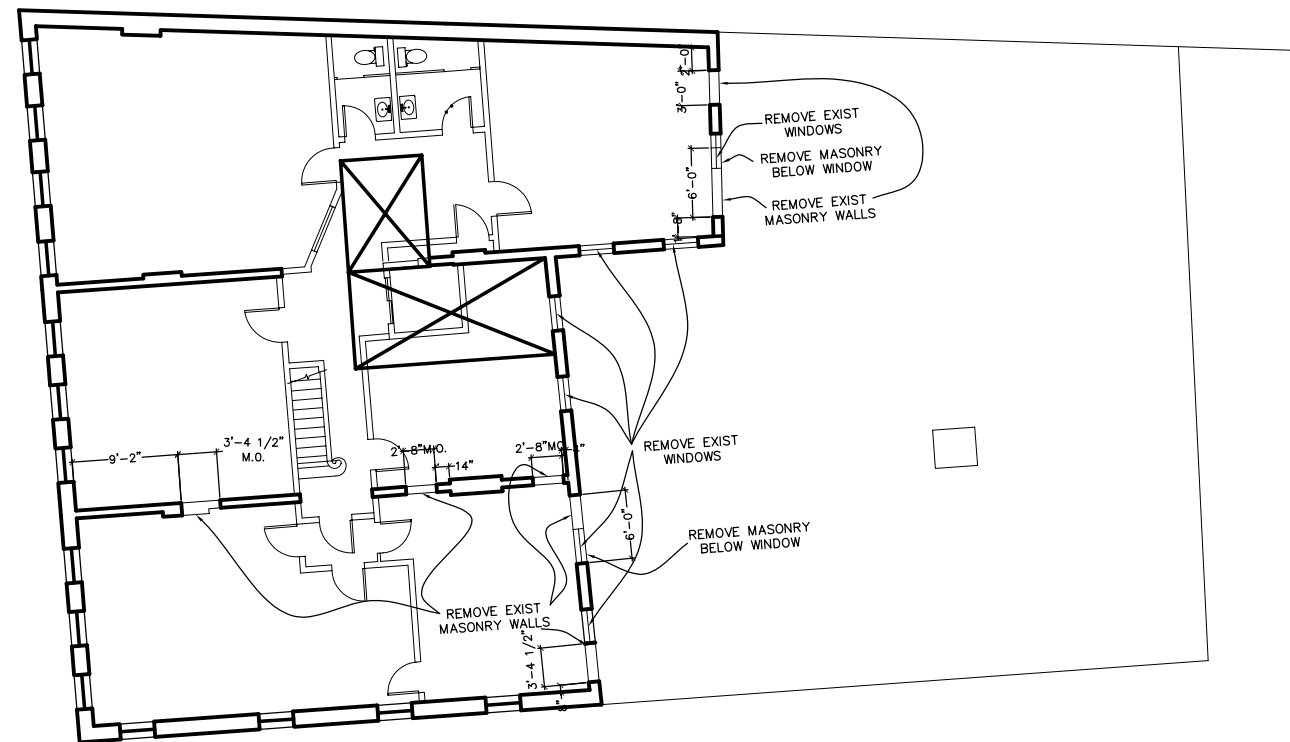 2'-0"
3'-0"
REMOVE EXIST
WINDOWS
REMOVE MASONRY
BELOW WINDOW
6'-0"
REMOVE EXIST
MASONRY WALLS
8"
3'-4 1/2"
M.O.
9'-2"
2'-8"M.O.
14"
2'-8"M.O.
REMOVE EXIST
WINDOWS
6'-0"
REMOVE MASONRY
BELOW WINDOW
REMOVE EXIST
MASONRY WALLS
3'-4 1/2"
8"